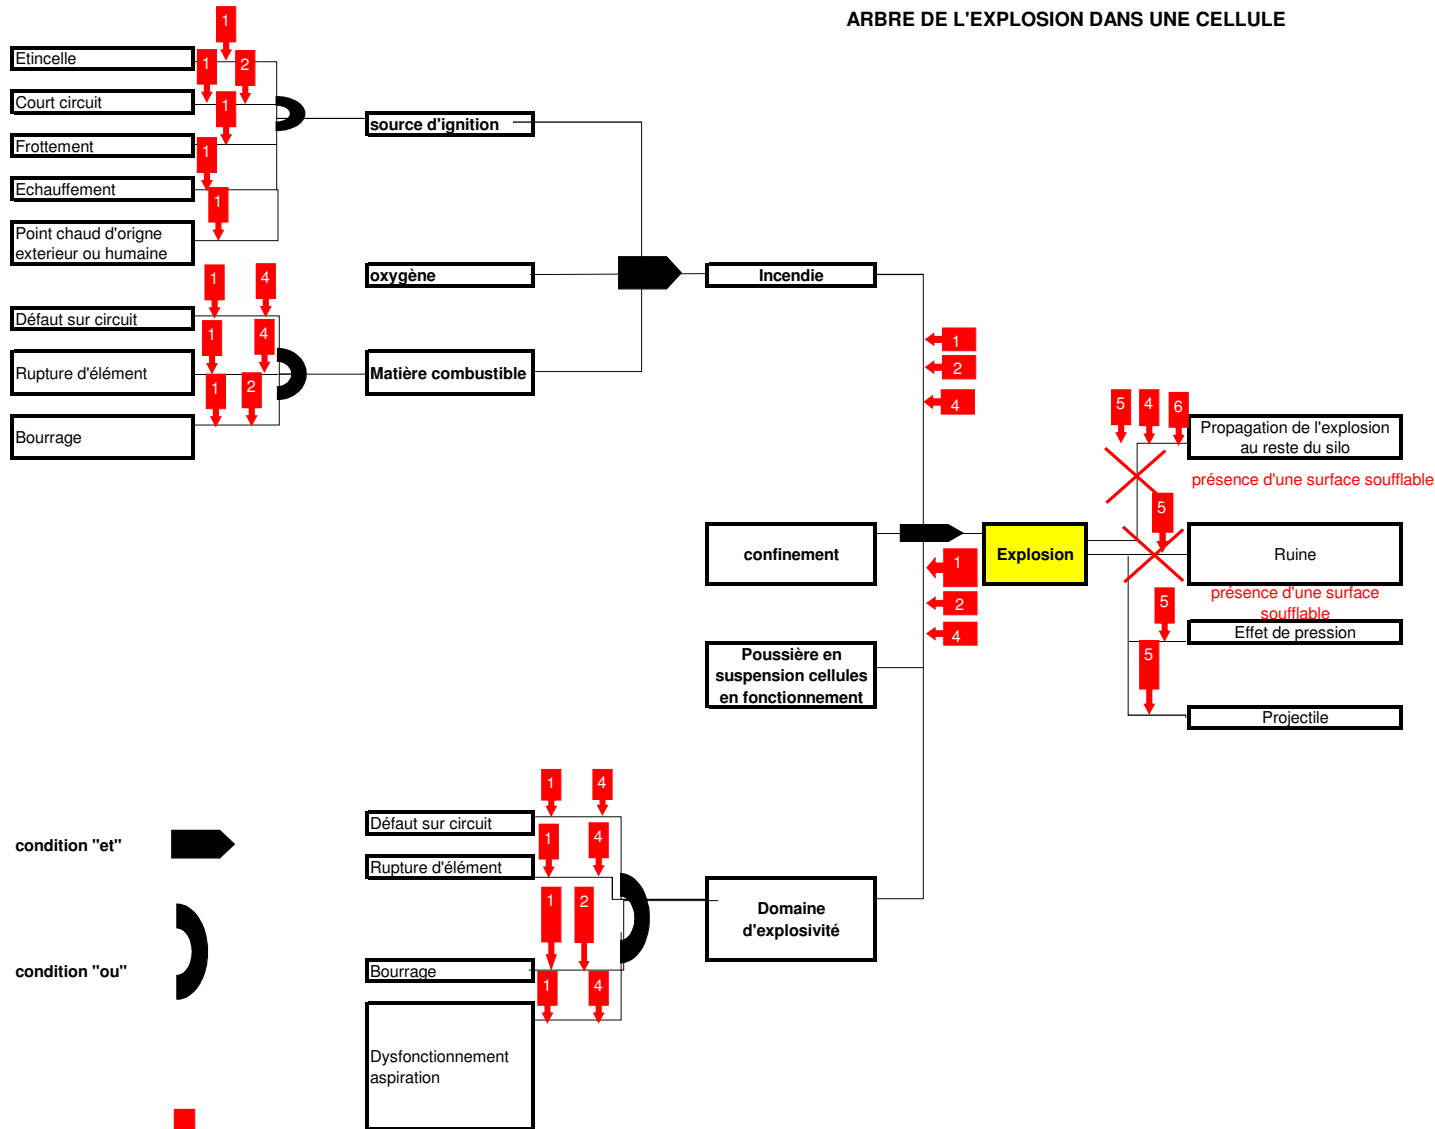 ARBRE DE L'EXPLOSION DANS UNE CELLULE
1
Etincelle
1 2
Court circuit
1
Frottement
1
Echauffement
1
Point chaud d'origne
exterieur ou humaine
source d'ignition
oxygène
Incendie
1 4
Défaut sur circuit
1 4
Rupture d'élément
Matière combustible
1 2
Bourrage
1
2
4
5 4 6
Propagation de l'explosion
au reste du silo
présence d'une surface soufflable
5
confinement
Explosion
Ruine
1
2
4
présence d'une surface
soufflable
5
Effet de pression
Poussière en
suspension cellules
en fonctionnement
5
Projectile
1 4
Défaut sur circuit
1 4
Rupture d'élément
1 2
Bourrage
1 4
Dysfonctionnement
aspiration
Domaine
d'explosivité
condition "et"
condition "ou"